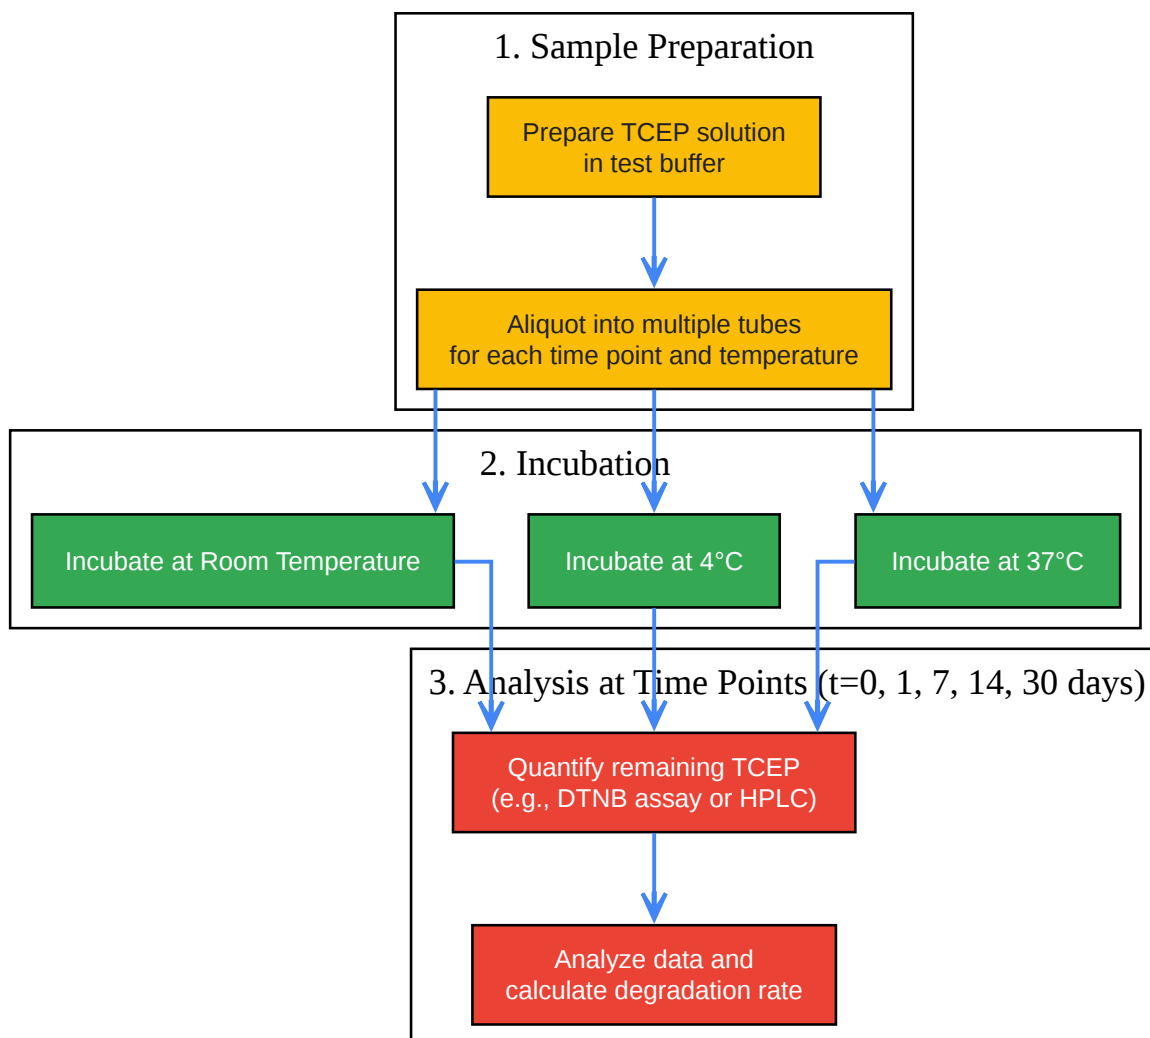 1. Sample Preparation
Prepare TCEP solution
in test buffer
Aliquot into multiple tubes
for each time point and temperature
2. Incubation
Incubate at Room Temperature
Incubate at 4°C
Incubate at 37°C
3. Analysis at Time Points (t=0, 1, 7, 14, 30 days)
Quantify remaining TCEP
(e.g., DTNB assay or HPLC)
Analyze data and
calculate degradation rate